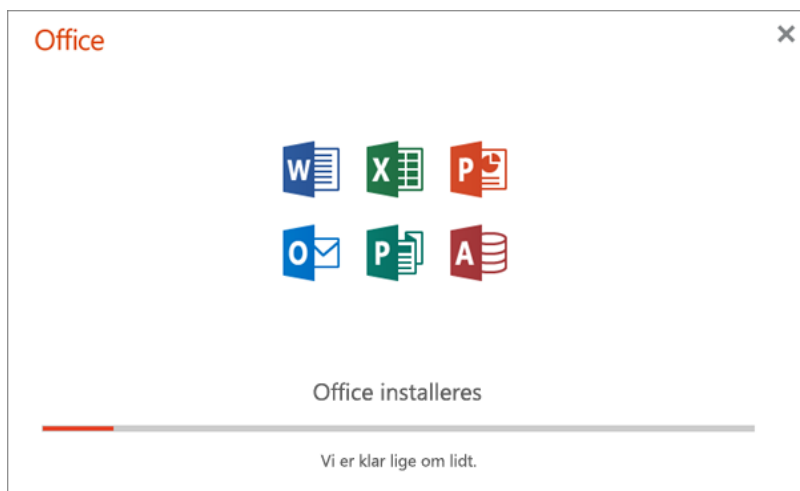 Office
W X P
O P A
Office installeres
Vi er klar lige om lidt.